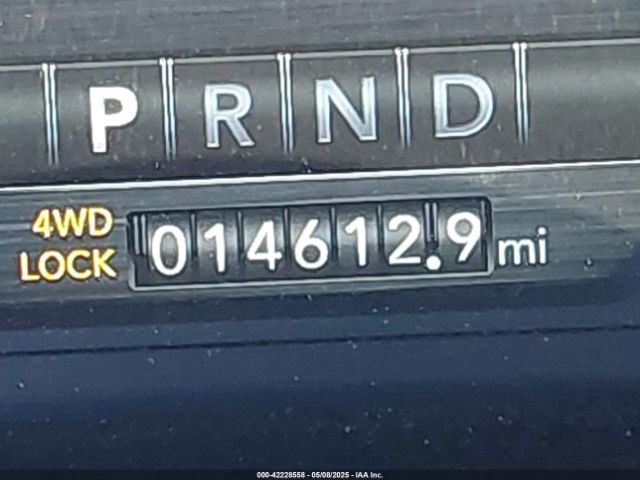 P R N D
4WD
LOCK
014612.9 mi
000-42228558 - 05/08/2025 - IAA Inc.